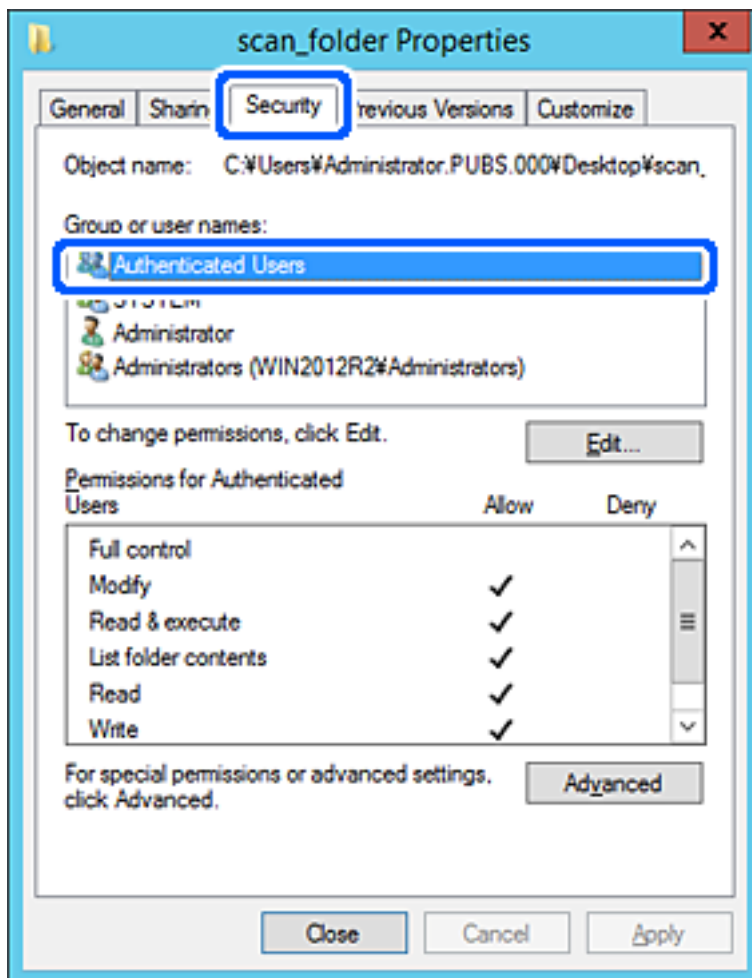 scan_folder Properties
x
General Sharin Security revious Versions Customize
Object name: C:¥Users¥Administrator.PUBS.000¥Desktop¥scan_
Group or user names:
Authenticated Users
SYSTEM
Administrator
Administrators (WIN2012R2¥Administrators)
To change permissions, click Edit.
Edit...
Permissions for Authenticated
Users Allow Deny
Full control
Modify
Read & execute
List folder contents
Read
Write
For special permissions or advanced settings,
click Advanced.
Advanced
Close Cancel Apply